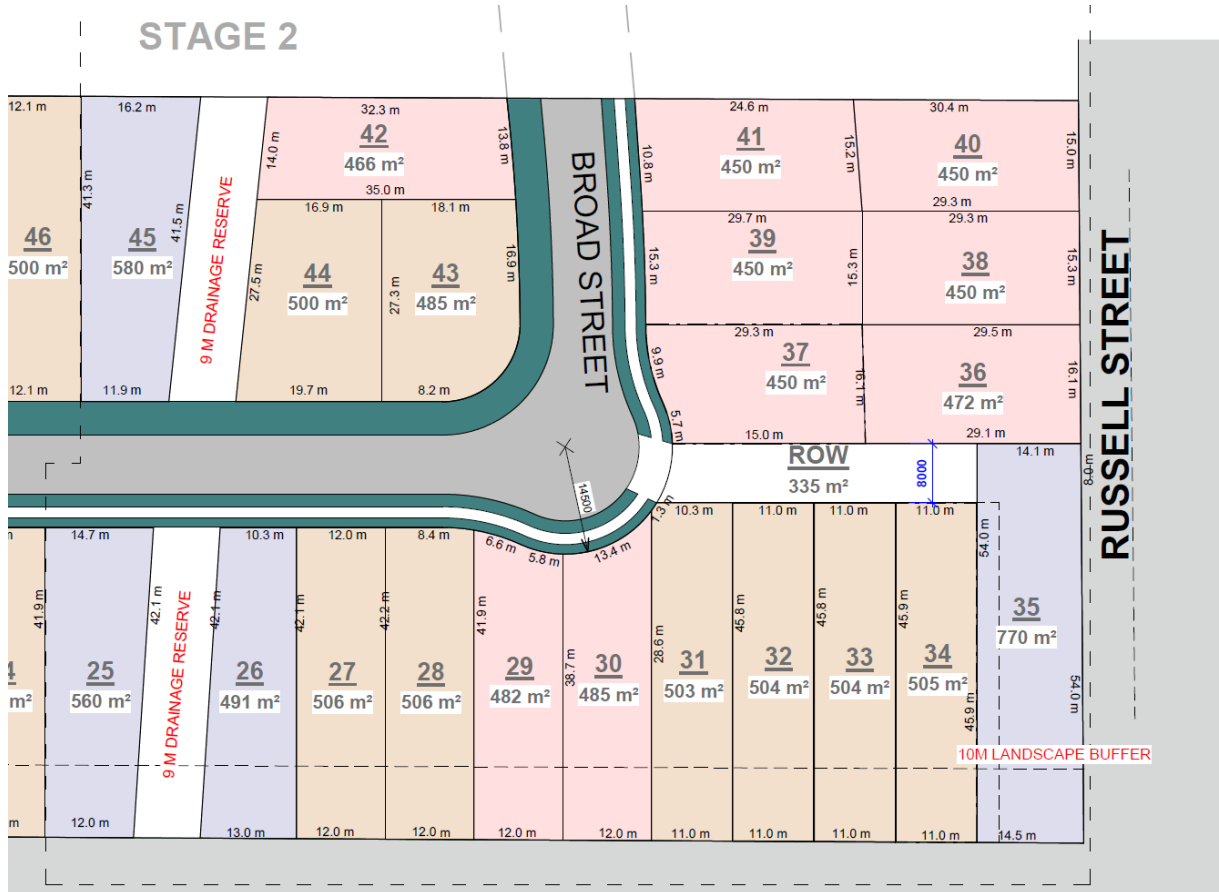 STAGE 2
12.1 m
16.2 m
32.3 m
24.6 m
30.4 m
42
466 m²
14.0 m
13.8 m
35.0 m
41
450 m²
10.8 m
15.2 m
40
450 m²
15.0 m
29.3 m
46
500 m²
41.3 m
45
580 m²
41.5 m
9 M DRAINAGE RESERVE
16.9 m
18.1 m
44
500 m²
27.5 m
27.3 m
43
485 m²
16.9 m
BROAD STREET
29.7 m
29.3 m
39
450 m²
15.3 m
15.3 m
38
450 m²
15.3 m
RUSSELL STREET
12.1 m
11.9 m
19.7 m
8.2 m
29.3 m
29.5 m
37
450 m²
9.9 m
16.1 m
36
472 m²
16.1 m
5.7 m
15.0 m
29.1 m
ROW
335 m²
8000
14.1 m
8.0 m
14500
1.3 m
10.3 m
11.0 m
11.0 m
11.0 m
14.7 m
10.3 m
12.0 m
8.4 m
6.6 m
5.8 m
13.4 m
54.0 m
41.9 m
42.1 m
42.1 m
42.1 m
42.2 m
41.9 m
38.7 m
28.6 m
45.8 m
45.8 m
45.9 m
45.9 m
54.0 m
4
m²
25
560 m²
9 M DRAINAGE RESERVE
26
491 m²
27
506 m²
28
506 m²
29
482 m²
30
485 m²
31
503 m²
32
504 m²
33
504 m²
34
505 m²
35
770 m²
10M LANDSCAPE BUFFER
m
12.0 m
13.0 m
12.0 m
12.0 m
12.0 m
12.0 m
11.0 m
11.0 m
11.0 m
11.0 m
14.5 m